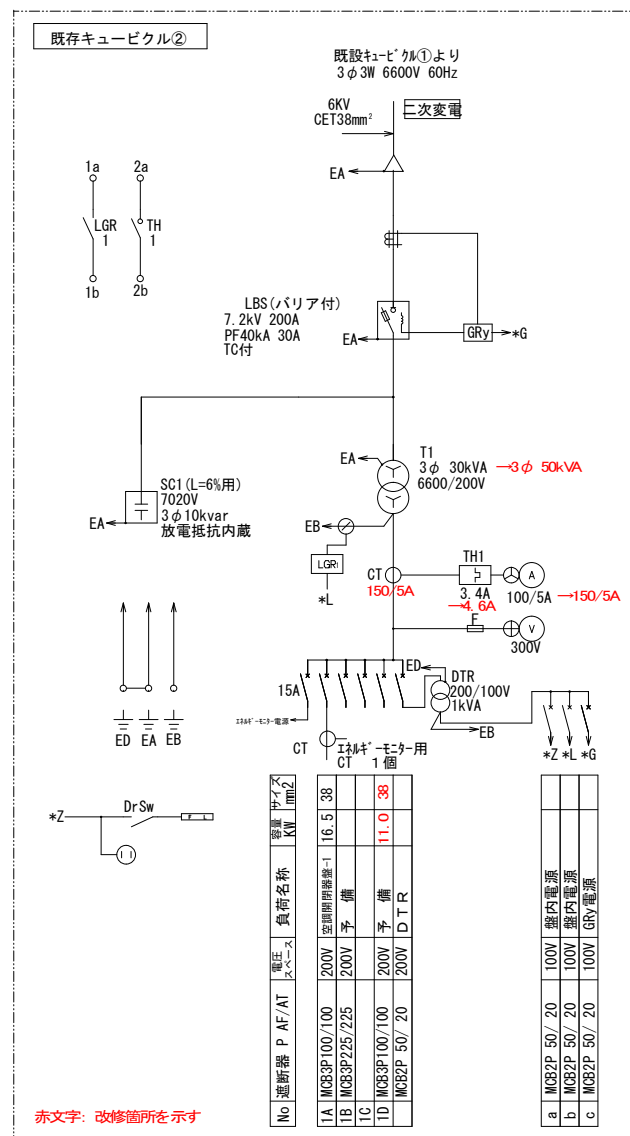 既存キュービクル②
既設ｷｭｰﾋﾞｸﾙ①より
3φ3W 6600V 60Hz
6KV
CET38mm²
二次変電
EA
1a
2a
LGR
1
TH
1
1b
2b
LBS(バリア付)
7.2kV 200A
PF40kA 30A
TC付
EA
GRy
*G
EA
T1
3φ 30kVA →3φ 50kVA
6600/200V
SC1(L=6%用)
7020V
3φ10kvar
放電抵抗内蔵
EA
EB
LGR1
*L
CT
150/5A
TH1
3.4A
→4.6A
A
100/5A →150/5A
F
V
300V
15A
ED
DTR
200/100V
1kVA
EB
ｴﾈﾙｷﾞｰﾓﾆﾀｰ電源
CT
ｴﾈﾙｷﾞｰモニター用
CT 1個
*Z *L *G
ED EA EB
*Z
DrSw
F L
No 遮断器 P AF/AT 電圧 スペース 負荷名称 容量 KW サイズ mm2
1A MCB3P100/100 200V 空調開閉器盤-1 16.5 38
1B MCB3P225/225 200V 予 備
1C
1D MCB3P100/100 200V 予 備 11.0 38
MCB2P 50/ 20 200V DTR
a MCB2P 50/ 20 100V 盤内電源
b MCB2P 50/ 20 100V 盤内電源
c MCB2P 50/ 20 100V GRy電源
赤文字: 改修箇所を示す